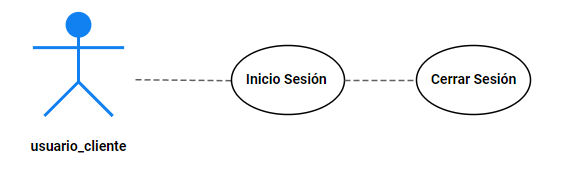 Inicio Sesión
Cerrar Sesión
usuario_cliente